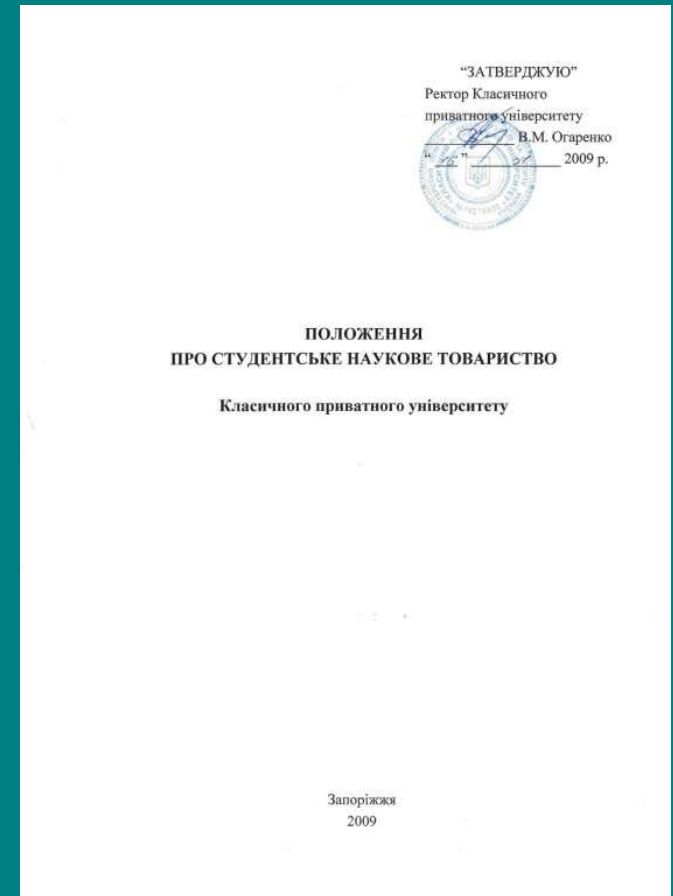 “ЗАТВЕРДЖУЮ”
Ректор Класичного
приватного університету
В.М. Огаренко
“ ” 2009 р.
ПОЛОЖЕННЯ
ПРО СТУДЕНТСЬКЕ НАУКОВЕ ТОВАРИСТВО
Класичного приватного університету
Запоріжжя
2009